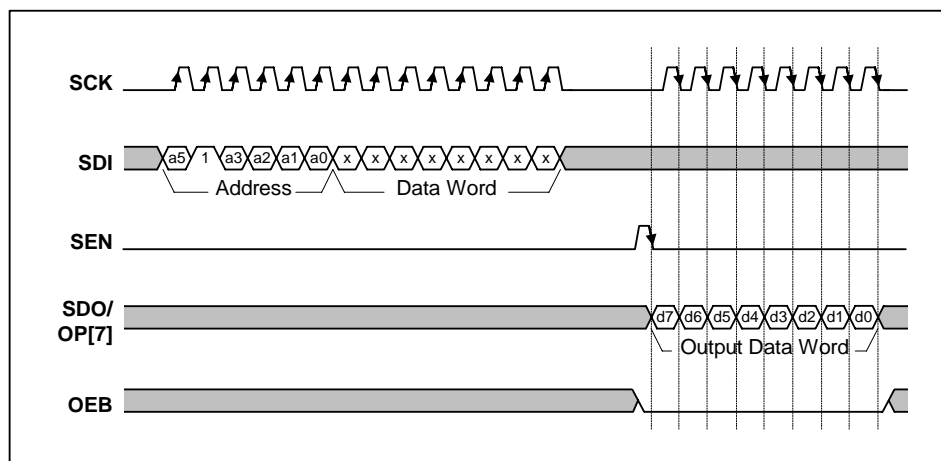 SCK
SDI
a5 1 a3 a2 a1 a0 x x x x x x x x
Address Data Word
SEN
SDO/
OP[7]
d7 d6 d5 d4 d3 d2 d1 d0
Output Data Word
OEB